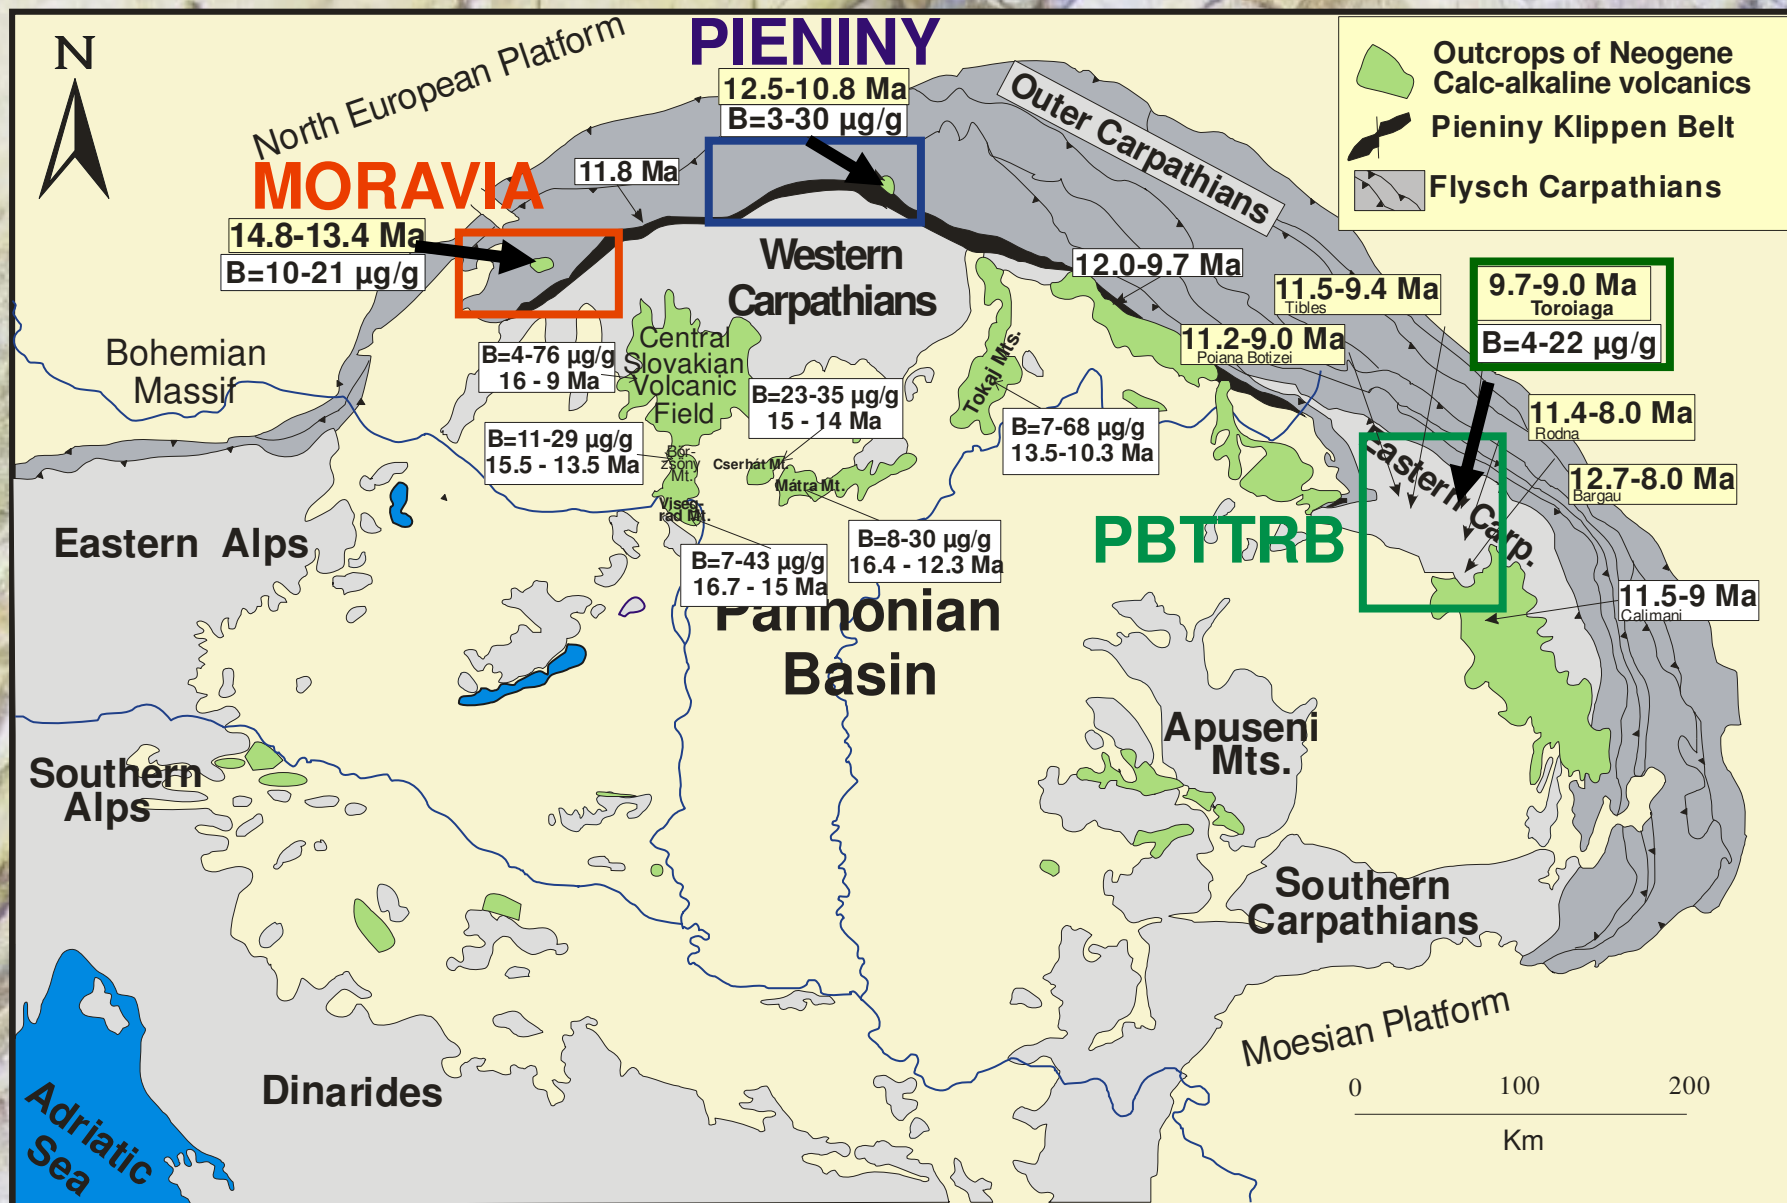 N
North European Platform
PIENINY
12.5-10.8 Ma
B=3-30 µg/g
Outcrops of Neogene
Calc-alkaline volcanics
Pieniny Klippen Belt
Flysch Carpathians
Outer Carpathians
MORAVIA
11.8 Ma
14.8-13.4 Ma
B=10-21 µg/g
Western
Carpathians
12.0-9.7 Ma
11.5-9.4 Ma
Tibles
9.7-9.0 Ma
Toroiaga
B=4-22 µg/g
11.2-9.0 Ma
Poiana Botizei
Bohemian
Massif
B=4-76 µg/g
16 - 9 Ma
Central
Slovakian
Volcanic
Field
B=23-35 µg/g
15 - 14 Ma
Tokaj Mts.
B=7-68 µg/g
13.5-10.3 Ma
11.4-8.0 Ma
Rodna
B=11-29 µg/g
15.5 - 13.5 Ma
Bör-
zsöny
Mt.
Cserhát Mt.
Mátra Mt.
Viseg-
rád Mt.
Eastern Carp.
12.7-8.0 Ma
Bargau
Eastern Alps
B=7-43 µg/g
16.7 - 15 Ma
B=8-30 µg/g
16.4 - 12.3 Ma
PBTTRB
11.5-9 Ma
Calimani
Pannonian
Basin
Apuseni
Mts.
Southern
Alps
Southern
Carpathians
Moesian Platform
Dinarides
Adriatic
Sea
0 100 200
Km